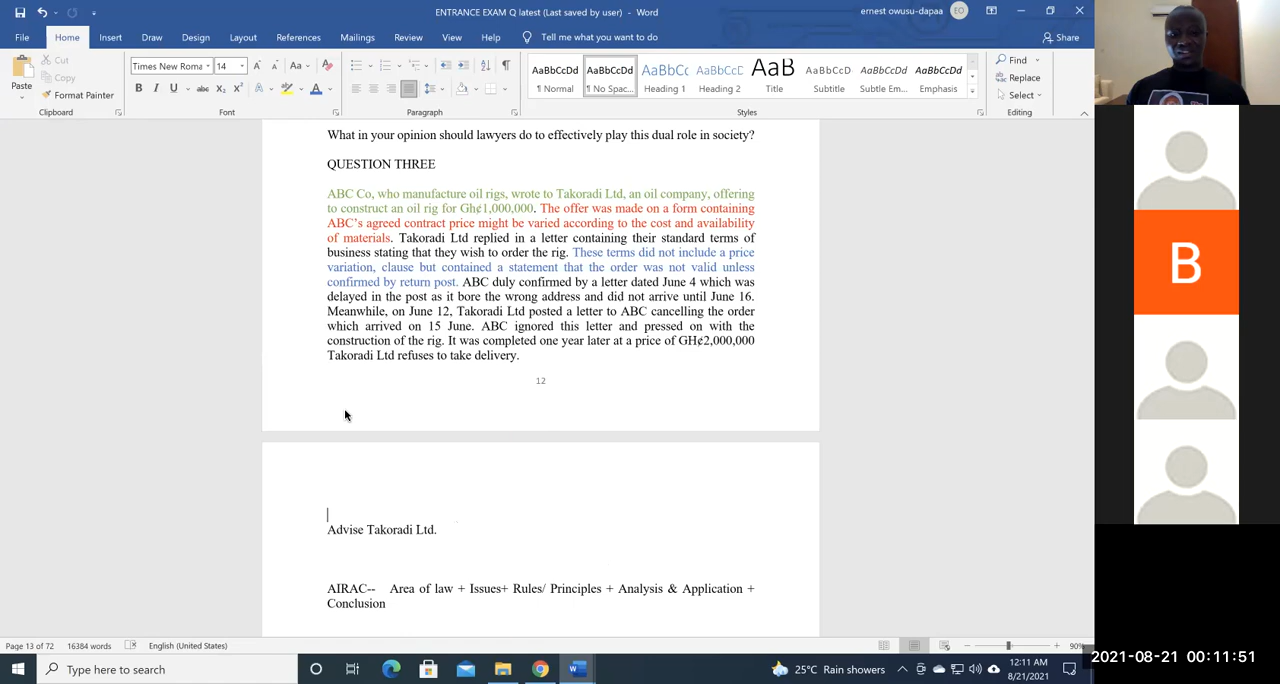 ENTRANCE EXAM Q latest (Last saved by user) - Word
ernest owusu-dapaa
EO
File
Home
Insert
Draw
Design
Layout
References
Mailings
Review
View
Help
Tell me what you want to do
Share
Paste
Cut
Copy
Format Painter
Clipboard
Times New Roma
14
Aa
B
I
U
abc
X₂
X²
A
A
Font
Paragraph
AaBbCcDd
¶ Normal
AaBbCcDd
¶ No Spac...
AaBbCc
Heading 1
AaBbCcD
Heading 2
AaB
Title
AaBbCcD
Subtitle
AaBbCcDd
Subtle Em...
AaBbCcDd
Emphasis
Styles
Find
Replace
Select
Editing
What in your opinion should lawyers do to effectively play this dual role in society?
QUESTION THREE
ABC Co, who manufacture oil rigs, wrote to Takoradi Ltd, an oil company, offering
to construct an oil rig for Gh¢1,000,000. The offer was made on a form containing
ABC's agreed contract price might be varied according to the cost and availability
of materials. Takoradi Ltd replied in a letter containing their standard terms of
business stating that they wish to order the rig. These terms did not include a price
variation, clause but contained a statement that the order was not valid unless
confirmed by return post. ABC duly confirmed by a letter dated June 4 which was
delayed in the post as it bore the wrong address and did not arrive until June 16.
Meanwhile, on June 12, Takoradi Ltd posted a letter to ABC cancelling the order
which arrived on 15 June. ABC ignored this letter and pressed on with the
construction of the rig. It was completed one year later at a price of GH¢2,000,000
Takoradi Ltd refuses to take delivery.
12
Advise Takoradi Ltd.
AIRAC-- Area of law + Issues+ Rules/ Principles + Analysis & Application +
Conclusion
B
Page 13 of 72
16384 words
English (United States)
90%
Type here to search
25°C Rain showers
12:11 AM
8/21/2021
2021-08-21 00:11:51